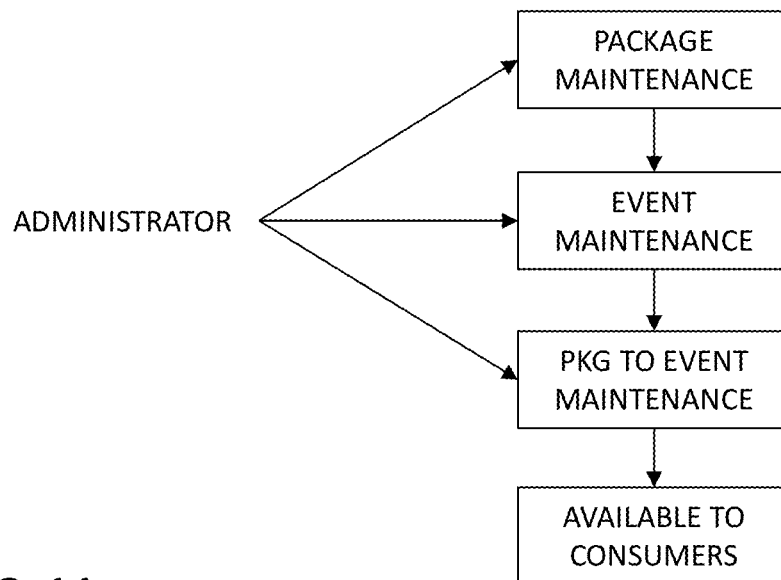 PACKAGE
MAINTENANCE
ADMINISTRATOR
EVENT
MAINTENANCE
PKG TO EVENT
MAINTENANCE
AVAILABLE TO
CONSUMERS